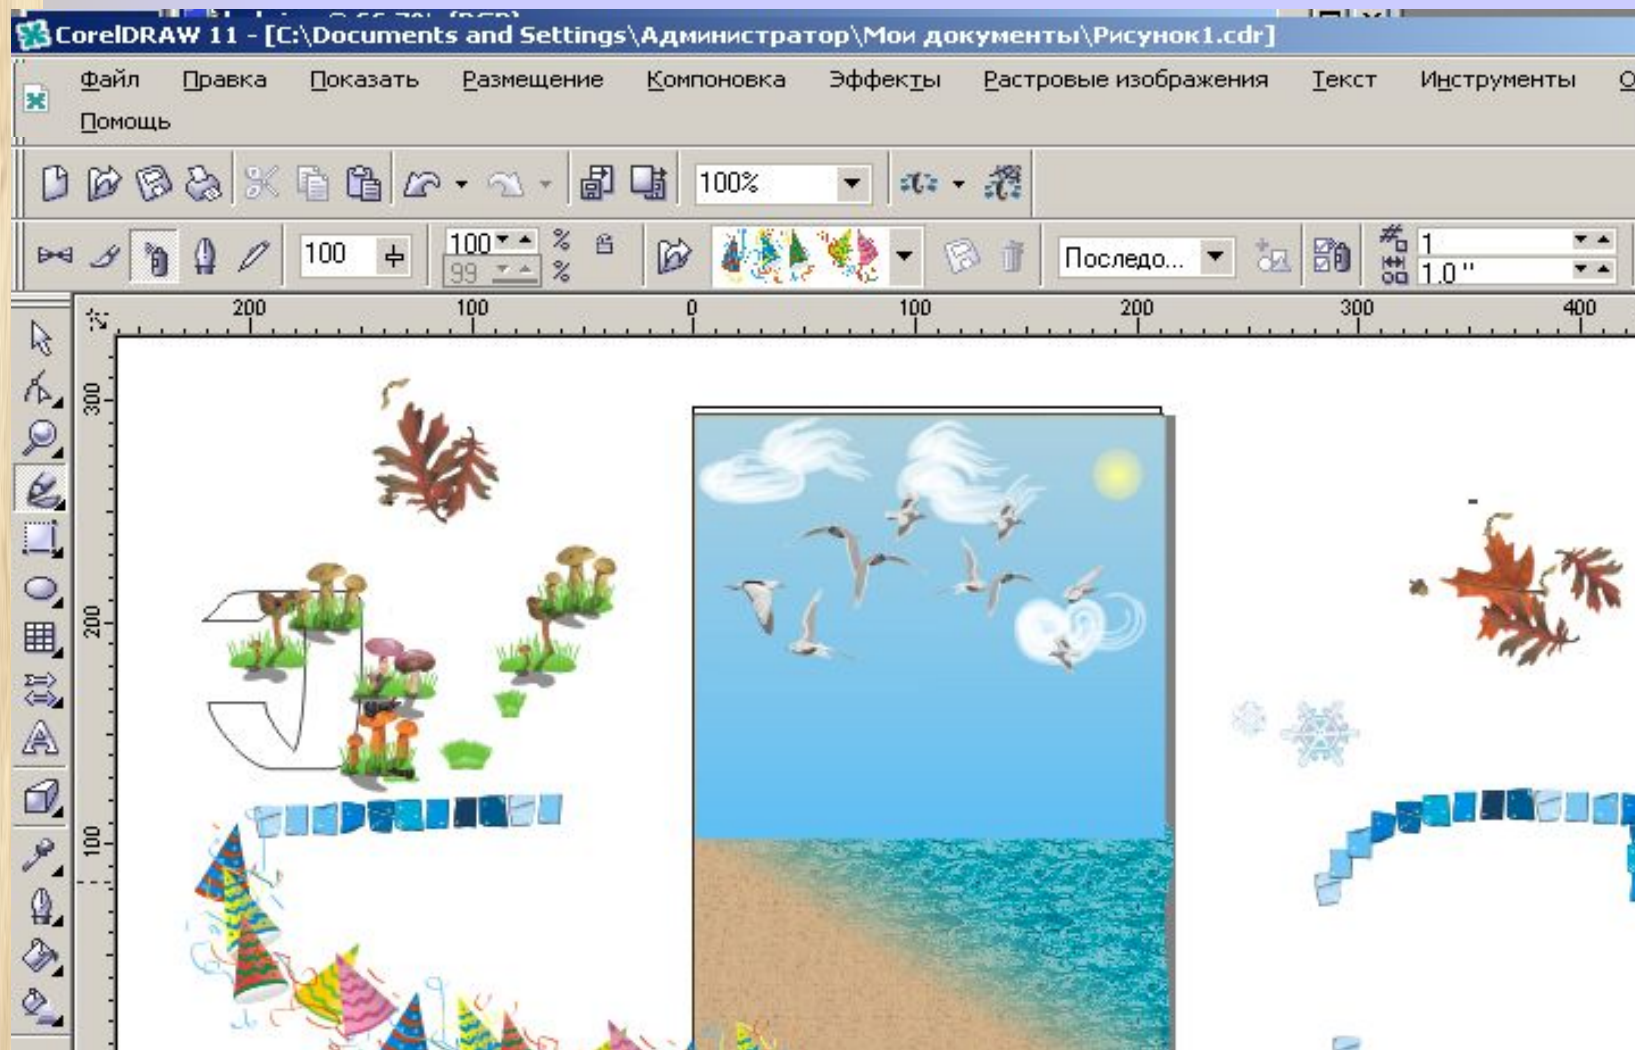 CorelDRAW 11 - [C:\Documents and Settings\Администратор\Мои документы\Рисунок1.cdr]
Файл Правка Показать Размещение Компоновка Эффекты Растровые изображения Текст Инструменты О
Помощь
100%
100 100 % Последо... 1
99 % 1.0 "
200 100 0 100 200 300 400
300
200
100